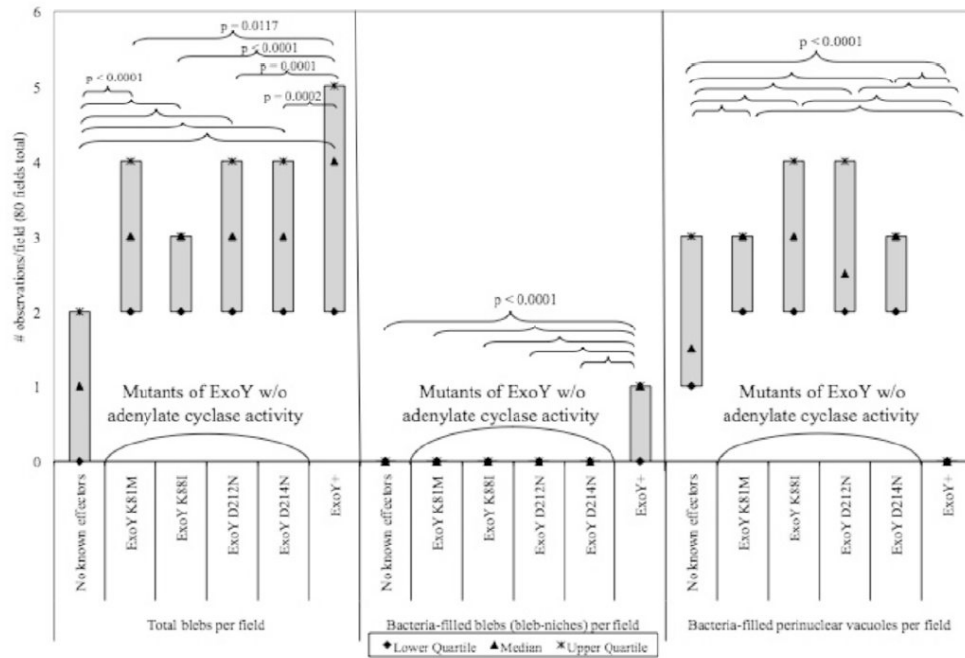 # observations/field (80 fields total)
6
5
4
3
2
1
0
p = 0.0117
p < 0.0001
p = 0.0001
p < 0.0001
p = 0.0002
p < 0.0001
p < 0.0001
Mutants of ExoY w/o
adenylate cyclase activity
Mutants of ExoY w/o
adenylate cyclase activity
Mutants of ExoY w/o
adenylate cyclase activity
No known effectors
ExoY K81M
ExoY K88I
ExoY D212N
ExoY D214N
ExoY+
No known effectors
ExoY K81M
ExoY K88I
ExoY D212N
ExoY D214N
ExoY+
No known effectors
ExoY K81M
ExoY K88I
ExoY D212N
ExoY D214N
ExoY+
Total blebs per field
Bacteria-filled blebs (bleb-niches) per field
Bacteria-filled perinuclear vacuoles per field
Lower Quartile Median Upper Quartile